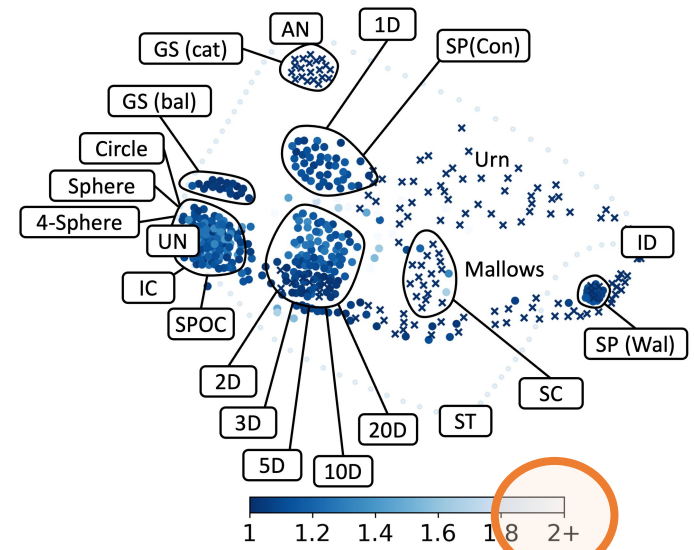 AN
1D
GS (cat)
SP(Con)
GS (bal)
Circle
Urn
Sphere
4-Sphere
UN
ID
Mallows
IC
SPOC
SP (Wal)
2D
SC
3D
20D
ST
5D
10D
1 1.2 1.4 1.6 1.8 2+